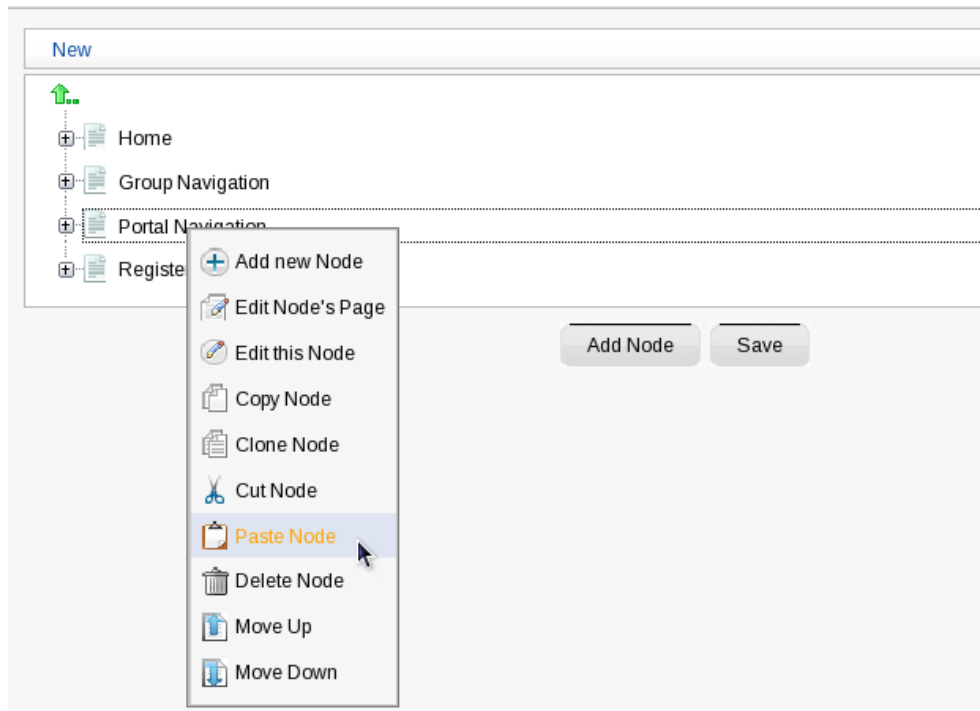 New
Home
Group Navigation
Portal Navigation
Registe
Add new Node
Edit Node's Page
Edit this Node
Copy Node
Clone Node
Cut Node
Paste Node
Delete Node
Move Up
Move Down
Add Node
Save